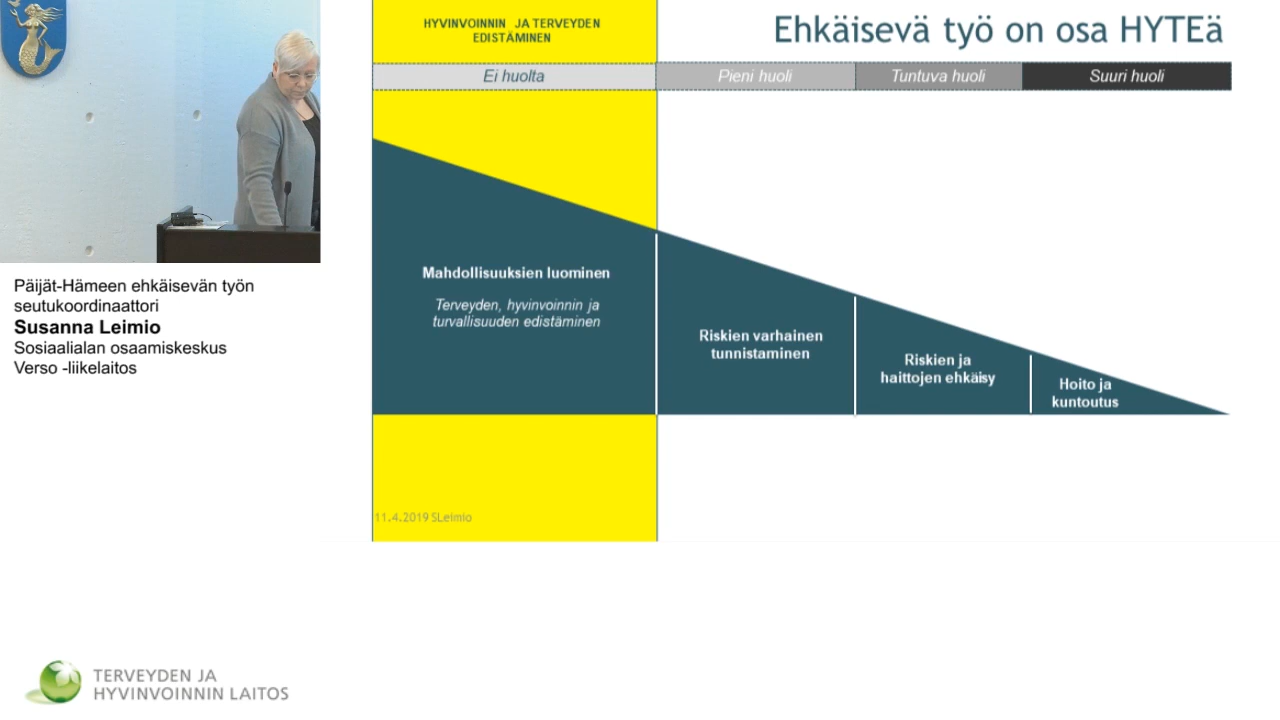 Päijät-Hämeen ehkäisevän työn
seutukoordinaattori
Susanna Leimio
Sosiaalialan osaamiskeskus
Verso -liikelaitos
HYVINVOINNIN JA TERVEYDEN
EDISTÄMINEN
Ehkäisevä työ on osa HYTEä
Ei huolta
Pieni huoli
Tuntuva huoli
Suuri huoli
Mahdollisuuksien luominen
Terveyden, hyvinvoinnin ja
turvallisuuden edistäminen
Riskien varhainen
tunnistaminen
Riskien ja
haittojen ehkäisy
Hoito ja
kuntoutus
11.4.2019 SLeimio
TERVEYDEN JA
HYVINVOINNIN LAITOS